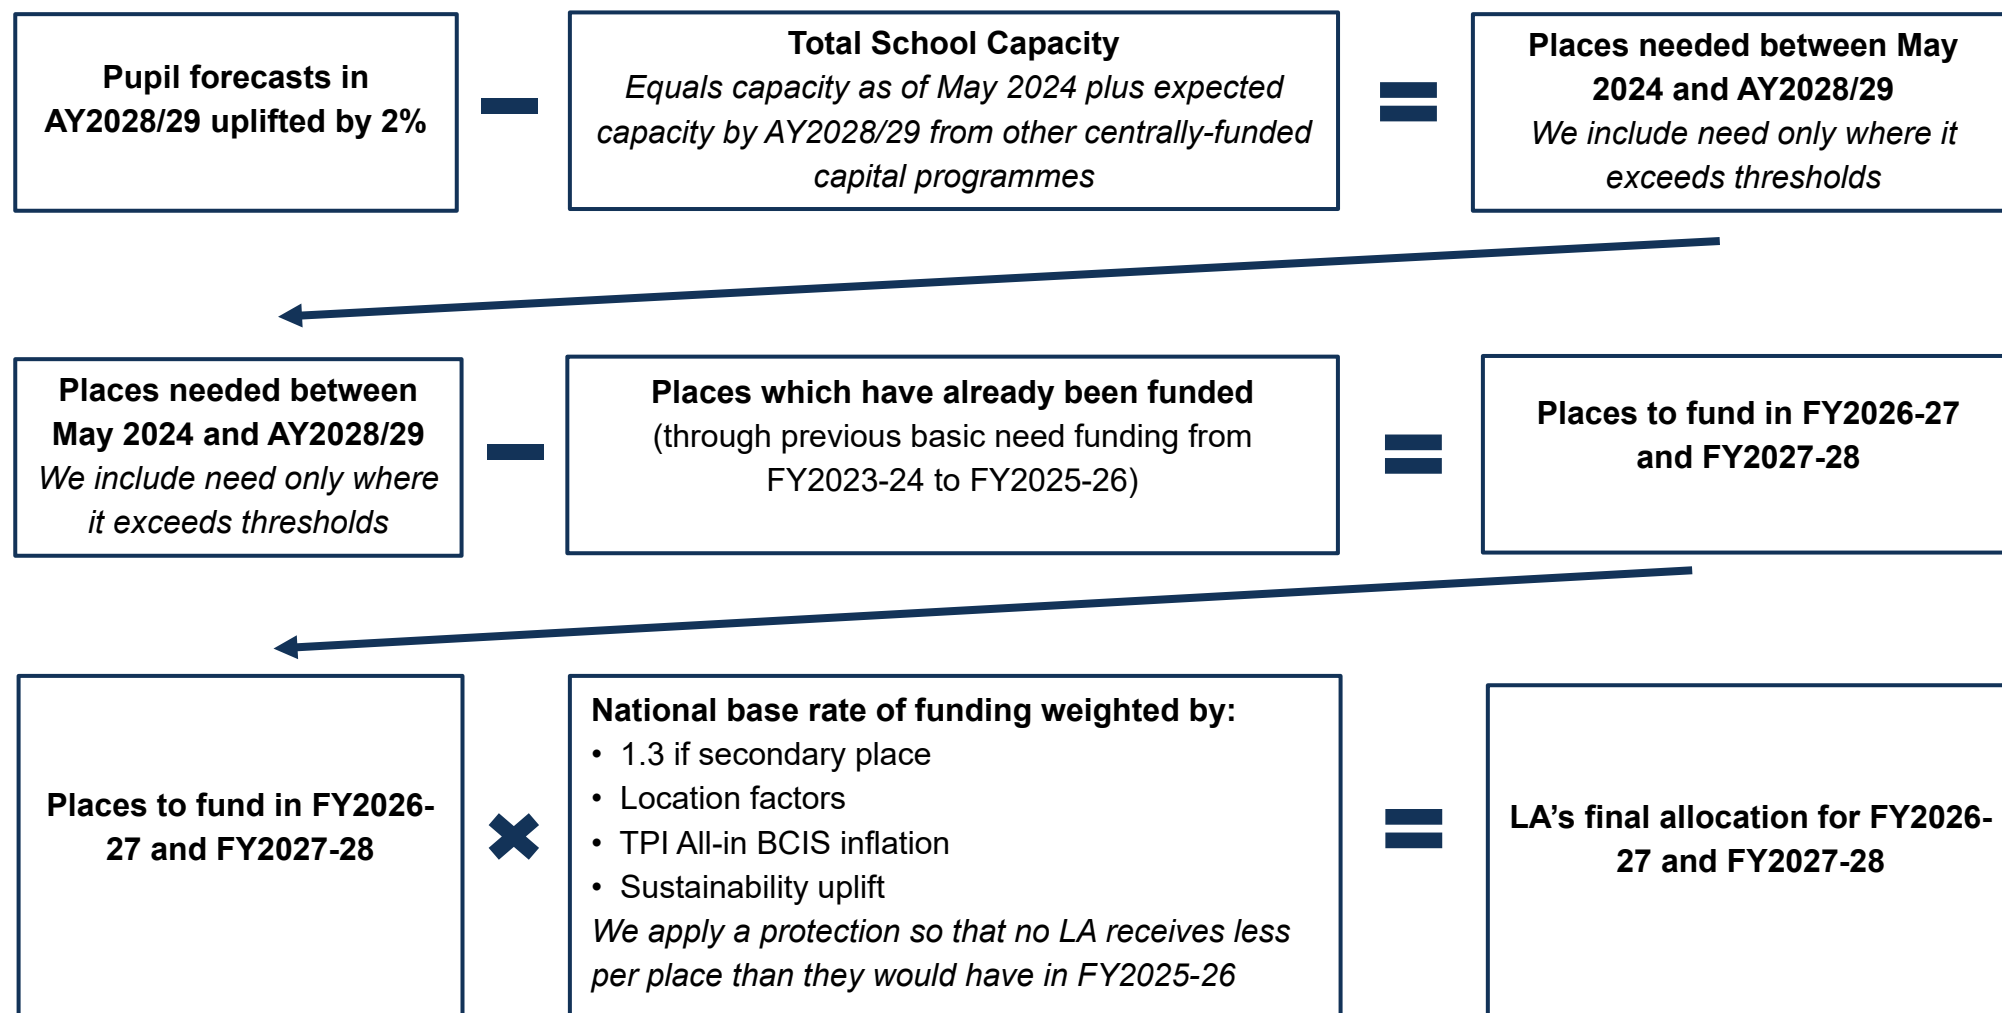 Pupil forecasts in
AY2028/29 uplifted by 2%
Total School Capacity
Equals capacity as of May 2024 plus expected
capacity by AY2028/29 from other centrally-funded
capital programmes
Places needed between May
2024 and AY2028/29
We include need only where it
exceeds thresholds
Places needed between
May 2024 and AY2028/29
We include need only where
it exceeds thresholds
Places which have already been funded
(through previous basic need funding from
FY2023-24 to FY2025-26)
Places to fund in FY2026-27
and FY2027-28
Places to fund in FY2026-
27 and FY2027-28
National base rate of funding weighted by:
• 1.3 if secondary place
• Location factors
• TPI All-in BCIS inflation
• Sustainability uplift
We apply a protection so that no LA receives less
per place than they would have in FY2025-26
LA’s final allocation for FY2026-
27 and FY2027-28